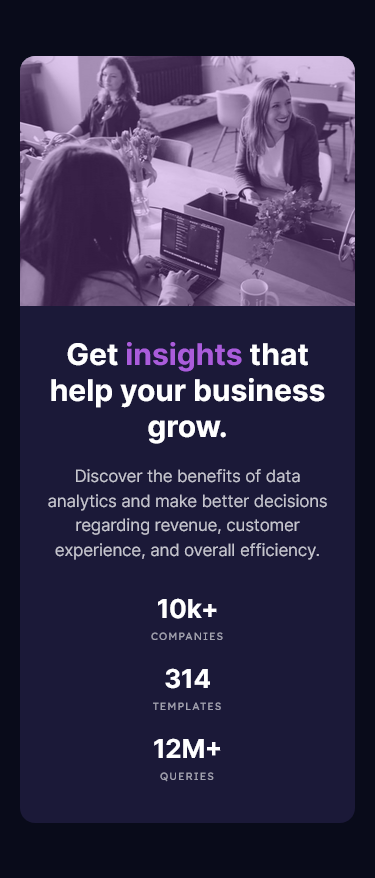 Get insights that
help your business
grow.
Discover the benefits of data
analytics and make better decisions
regarding revenue, customer
experience, and overall efficiency.
10k+
COMPANIES
314
TEMPLATES
12M+
QUERIES